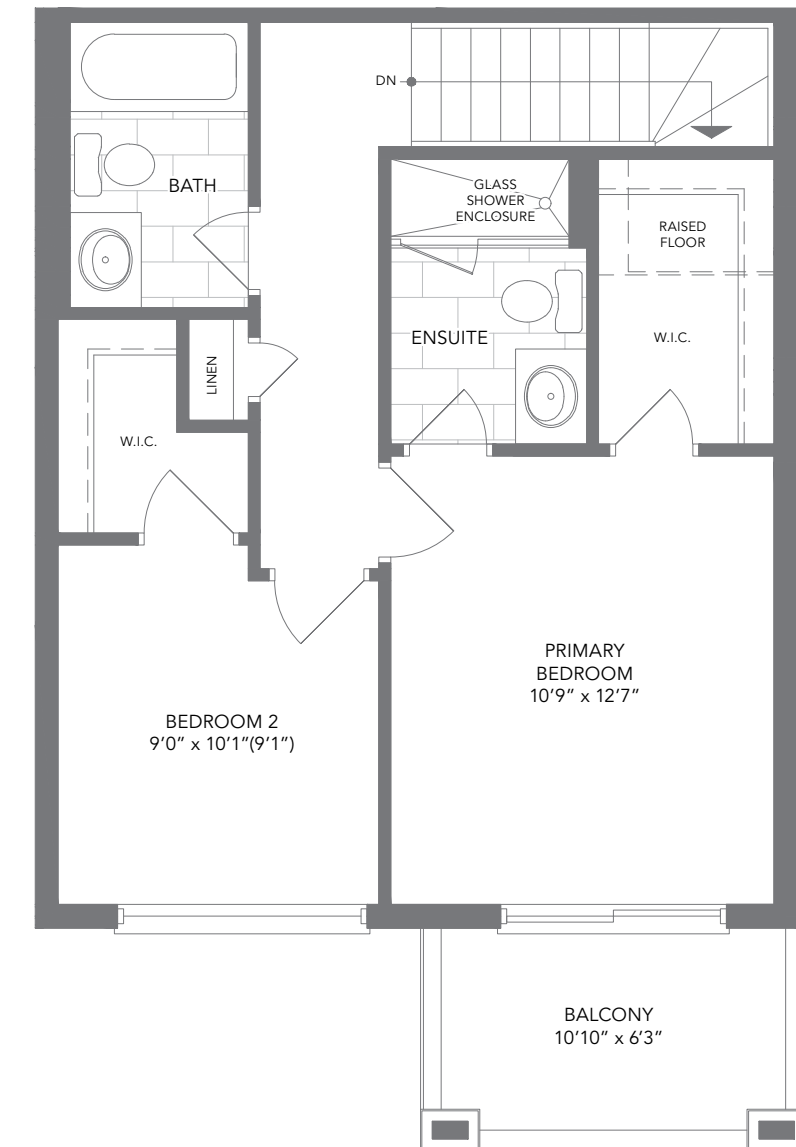 DN
BATH
GLASS
SHOWER
ENCLOSURE
RAISED
FLOOR
ENSUITE
W.I.C.
LINEN
W.I.C.
PRIMARY
BEDROOM
10’9” x 12’7”
BEDROOM 2
9’0” x 10’1”(9’1”)
BALCONY
10’10” x 6’3”